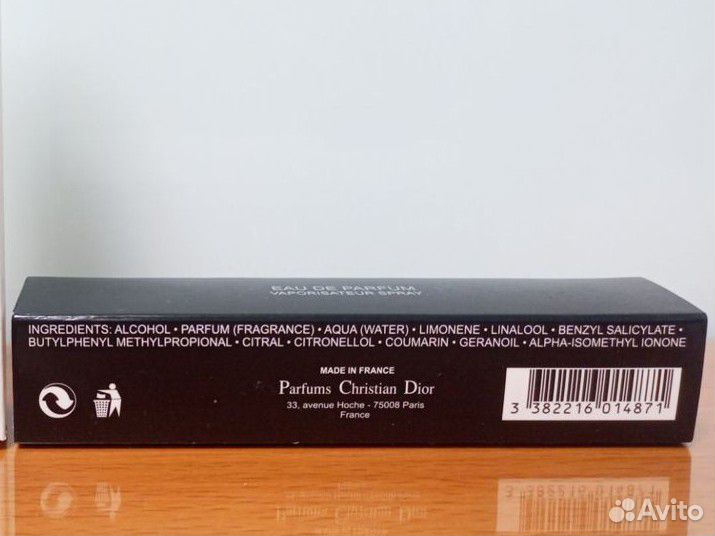 EAU DE PARFUM
VAPORISATEUR SPRAY
INGREDIENTS: ALCOHOL • PARFUM (FRAGRANCE) • AQUA (WATER) • LIMONENE • LINALOOL • BENZYL SALICYLATE •
BUTYLPHENYL METHYLPROPIONAL • CITRAL • CITRONELLOL • COUMARIN • GERANOIL • ALPHA-ISOMETHYL IONONE
MADE IN FRANCE
Parfums Christian Dior
33, avenue Hoche - 75008 Paris
France
3 382216 014871
Avito